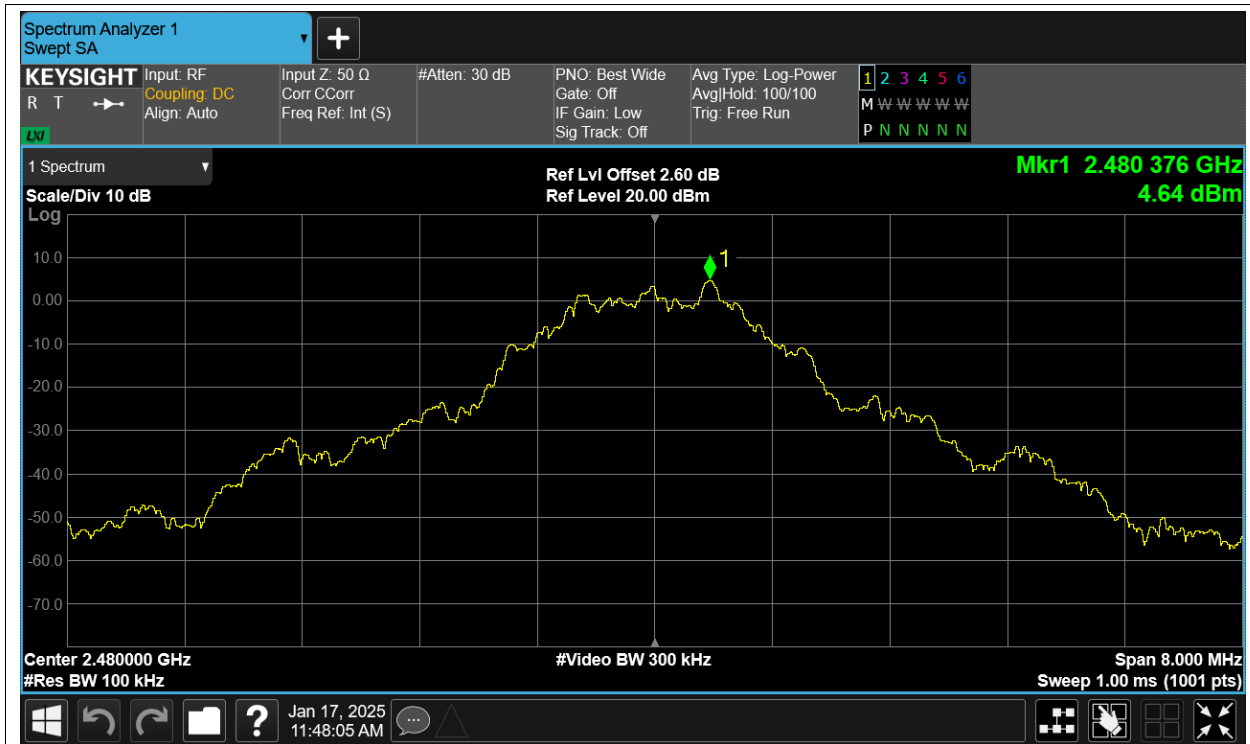 Spectrum Analyzer 1
Swept SA
+
KEYSIGHT
R T
LXI
Input: RF
Coupling: DC
Align: Auto
Input Z: 50 Ω
Corr CCorr
Freq Ref: Int (S)
#Atten: 30 dB
PNO: Best Wide
Gate: Off
IF Gain: Low
Sig Track: Off
Avg Type: Log-Power
Avg|Hold: 100/100
Trig: Free Run
1 2 3 4 5 6
M W W W W W
P N N N N N
1 Spectrum
Scale/Div 10 dB
Ref Lvl Offset 2.60 dB
Ref Level 20.00 dBm
Mkr1 2.480 376 GHz
4.64 dBm
Log
10.0
0.00
-10.0
-20.0
-30.0
-40.0
-50.0
-60.0
-70.0
1
Center 2.480000 GHz
#Res BW 100 kHz
#Video BW 300 kHz
Span 8.000 MHz
Sweep 1.00 ms (1001 pts)
?
Jan 17, 2025
11:48:05 AM